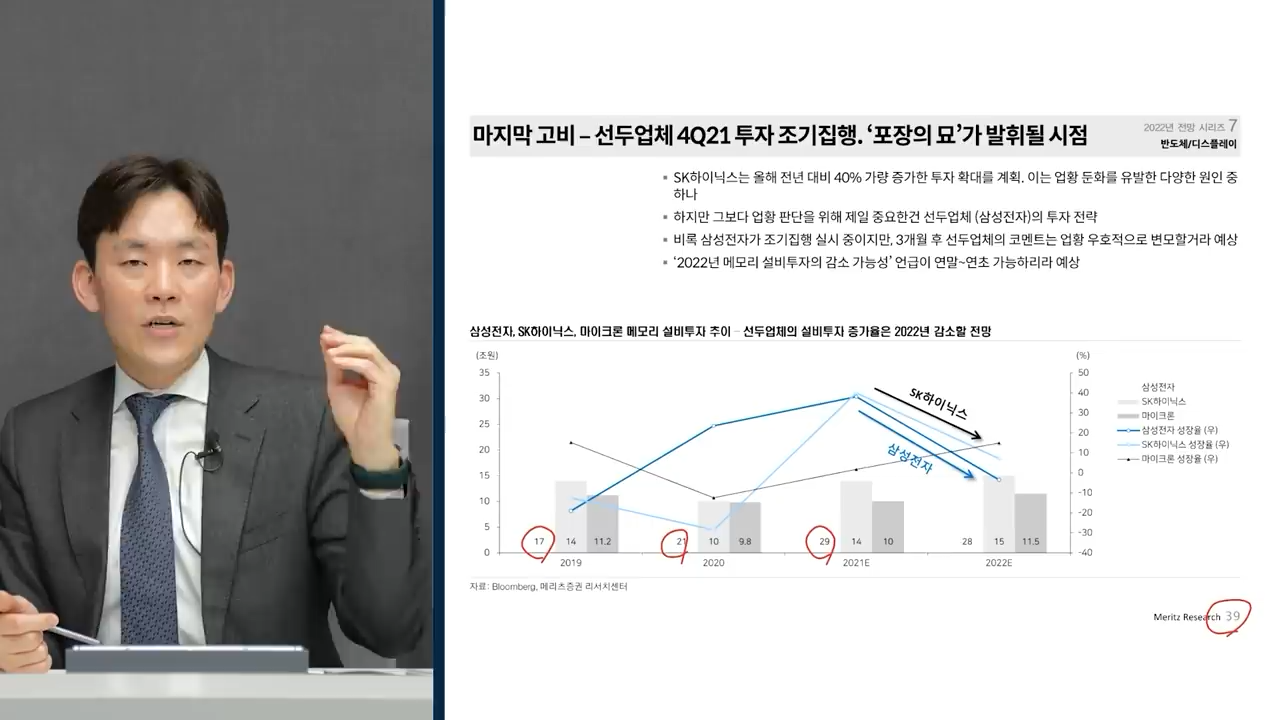 마지막 고비 – 선두업체 4Q21 투자 조기집행. ‘포장의 묘’가 발휘될 시점
2022년 전망 시리즈 7
반도체/디스플레이
▪ SK하이닉스는 올해 전년 대비 40% 가량 증가한 투자 확대를 계획. 이는 업황 둔화를 유발한 다양한 원인 중
하나
▪ 하지만 그보다 업황 판단을 위해 제일 중요한건 선두업체 (삼성전자)의 투자 전략
▪ 비록 삼성전자가 조기집행 실시 중이지만, 3개월 후 선두업체의 코멘트는 업황 우호적으로 변모할거라 예상
▪ ‘2022년 메모리 설비투자의 감소 가능성’ 언급이 연말~연초 가능하리라 예상
삼성전자, SK하이닉스, 마이크론 메모리 설비투자 추이 – 선두업체의 설비투자 증가율은 2022년 감소할 전망
(조원)
(%)
35
30
25
20
15
10
5
0
SK하이닉스
삼성전자
17 14 11.2
21 10 9.8
29 14 10
28 15 11.5
2019 2020 2021E 2022E
50
40
30
20
10
0
-10
-20
-30
-40
삼성전자
SK하이닉스
마이크론
삼성전자 성장율 (우)
SK하이닉스 성장율 (우)
마이크론 성장율 (우)
자료: Bloomberg, 메리츠증권 리서치센터
Meritz Research 39